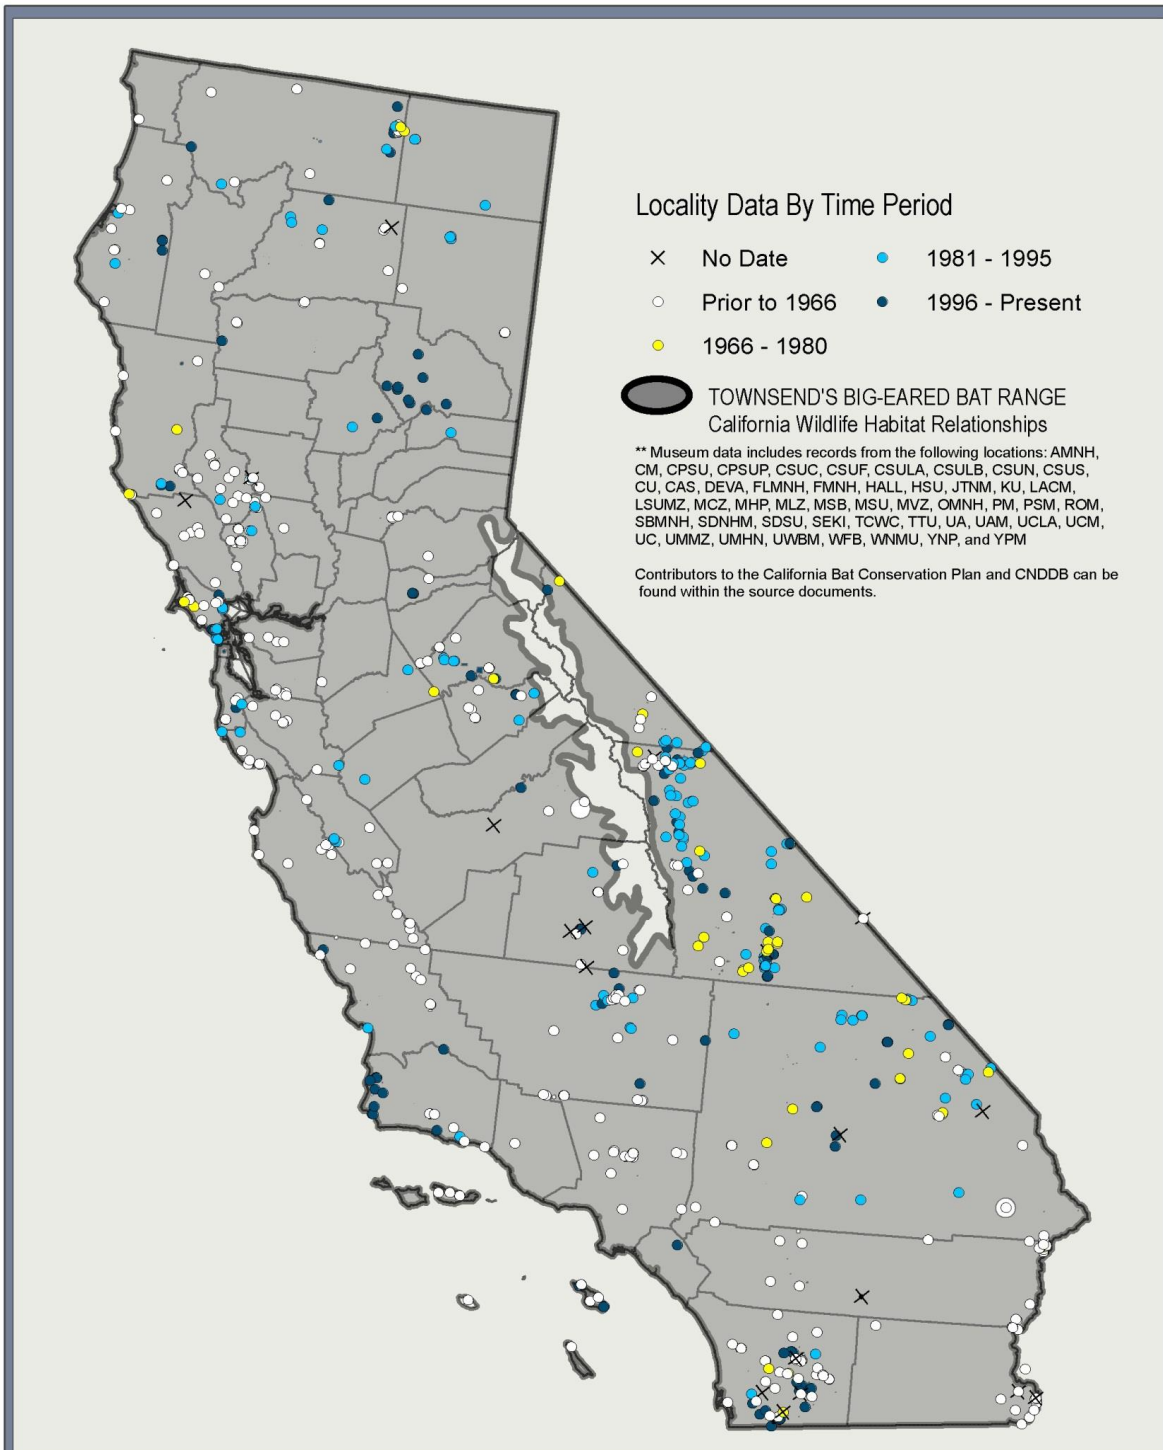 Locality Data By Time Period
No Date
1981 - 1995
Prior to 1966
1996 - Present
1966 - 1980
TOWNSEND'S BIG-EARED BAT RANGE
California Wildlife Habitat Relationships
** Museum data includes records from the following locations: AMNH,
CM, CPSU, CPSUP, CSUC, CSUF, CSULA, CSULB, CSUN, CSUS,
CU, CAS, DEVA, FLMNH, FMNH, HALL, HSU, JTNM, KU, LACM,
LSUMZ, MCZ, MHP, MLZ, MSB, MSU, MVZ, OMNH, PM, PSM, ROM,
SBMNH, SDNHM, SDSU, SEKI, TCWC, TTU, UA, UAM, UCLA, UCM,
UC, UMMZ, UMHN, UWBM, WFB, WNMU, YNP, and YPM
Contributors to the California Bat Conservation Plan and CNDDB can be
found within the source documents.